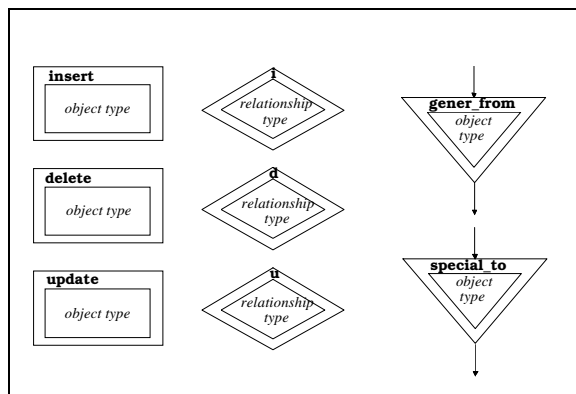 insert
object type
i
relationship
type
gener_from
object
type
delete
object type
d
relationship
type
update
object type
u
relationship
type
special_to
object
type